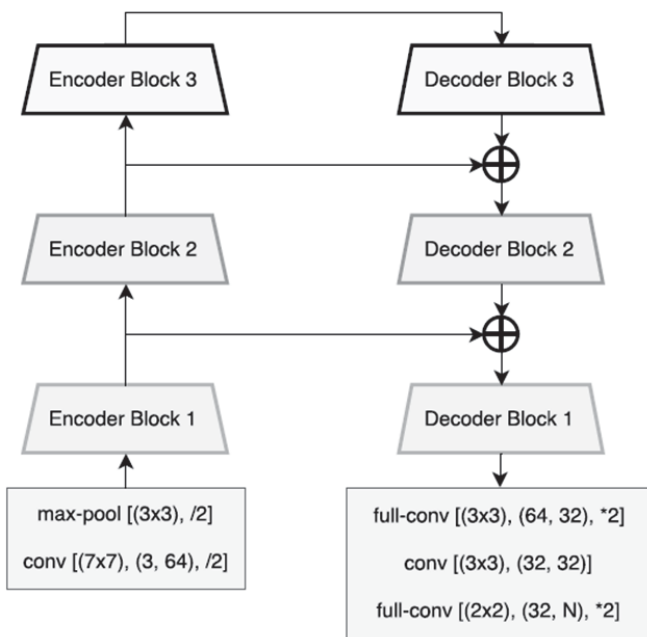 Encoder Block 3
Decoder Block 3
Encoder Block 2
Decoder Block 2
Encoder Block 1
Decoder Block 1
max-pool [(3x3), /2]
conv [(7x7), (3, 64), /2]
full-conv [(3x3), (64, 32), *2]
conv [(3x3), (32, 32)]
full-conv [(2x2), (32, N), *2]